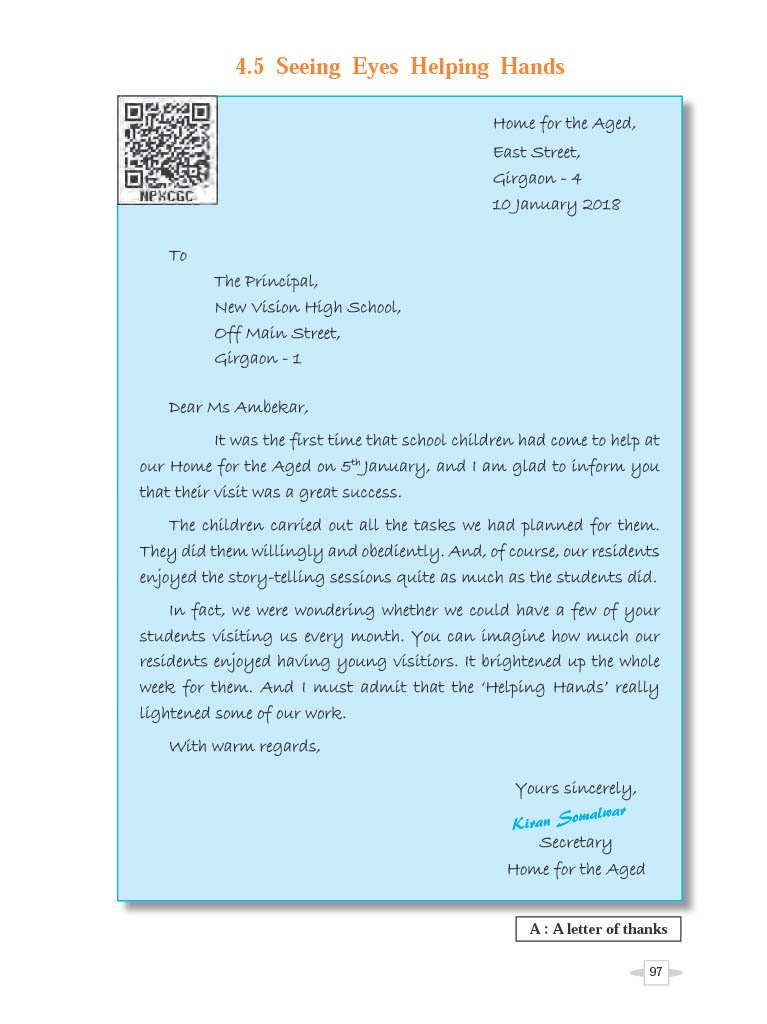 4.5 Seeing Eyes Helping Hands
NPXCGC
Home for the Aged,
East Street,
Girgaon - 4
10 January 2018
To
The Principal,
New Vision High School,
Off Main Street,
Girgaon - 1
Dear Ms Ambekar,
It was the first time that school children had come to help at
our Home for the Aged on 5th January, and I am glad to inform you
that their visit was a great success.
The children carried out all the tasks we had planned for them.
They did them willingly and obediently. And, of course, our residents
enjoyed the story-telling sessions quite as much as the students did.
In fact, we were wondering whether we could have a few of your
students visiting us every month. You can imagine how much our
residents enjoyed having young visitiors. It brightened up the whole
week for them. And I must admit that the ‘Helping Hands’ really
lightened some of our work.
With warm regards,
Yours sincerely,
Kiran Somalwar
Secretary
Home for the Aged
A : A letter of thanks
97